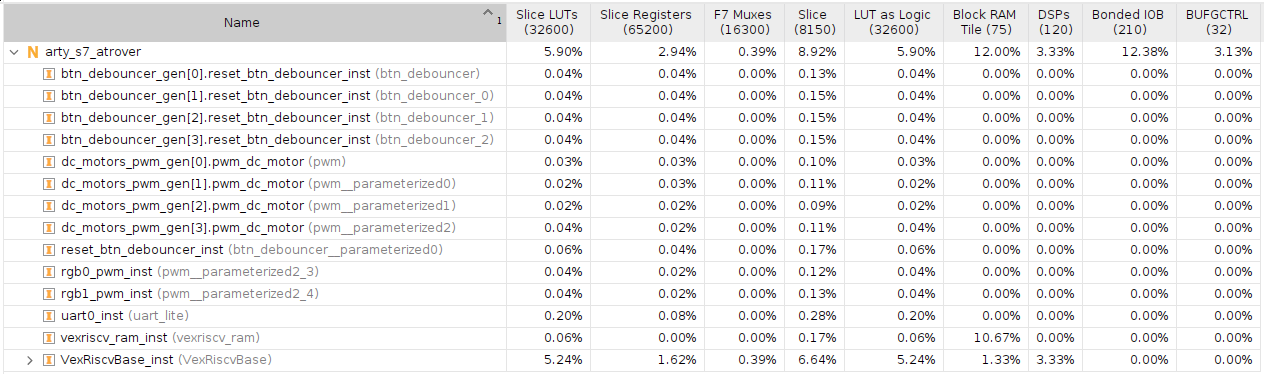 Name 1 Slice LUTs (32600) Slice Registers (65200) F7 Muxes (16300) Slice (8150) LUT as Logic (32600) Block RAM Tile (75) DSPs (120) Bonded IOB (210) BUFGCTRL (32)
N arty_s7_atrover 5.90% 2.94% 0.39% 8.92% 5.90% 12.00% 3.33% 12.38% 3.13%
btn_debouncer_gen[0].reset_btn_debouncer_inst (btn_debouncer) 0.04% 0.04% 0.00% 0.13% 0.04% 0.00% 0.00% 0.00% 0.00%
btn_debouncer_gen[1].reset_btn_debouncer_inst (btn_debouncer_0) 0.04% 0.04% 0.00% 0.15% 0.04% 0.00% 0.00% 0.00% 0.00%
btn_debouncer_gen[2].reset_btn_debouncer_inst (btn_debouncer_1) 0.04% 0.04% 0.00% 0.15% 0.04% 0.00% 0.00% 0.00% 0.00%
btn_debouncer_gen[3].reset_btn_debouncer_inst (btn_debouncer_2) 0.04% 0.04% 0.00% 0.15% 0.04% 0.00% 0.00% 0.00% 0.00%
dc_motors_pwm_gen[0].pwm_dc_motor (pwm) 0.03% 0.03% 0.00% 0.10% 0.03% 0.00% 0.00% 0.00% 0.00%
dc_motors_pwm_gen[1].pwm_dc_motor (pwm__parameterized0) 0.02% 0.03% 0.00% 0.11% 0.02% 0.00% 0.00% 0.00% 0.00%
dc_motors_pwm_gen[2].pwm_dc_motor (pwm__parameterized1) 0.02% 0.02% 0.00% 0.09% 0.02% 0.00% 0.00% 0.00% 0.00%
dc_motors_pwm_gen[3].pwm_dc_motor (pwm__parameterized2) 0.04% 0.02% 0.00% 0.11% 0.04% 0.00% 0.00% 0.00% 0.00%
reset_btn_debouncer_inst (btn_debouncer__parameterized0) 0.06% 0.04% 0.00% 0.17% 0.06% 0.00% 0.00% 0.00% 0.00%
rgb0_pwm_inst (pwm__parameterized2_3) 0.04% 0.02% 0.00% 0.12% 0.04% 0.00% 0.00% 0.00% 0.00%
rgb1_pwm_inst (pwm__parameterized2_4) 0.04% 0.02% 0.00% 0.13% 0.04% 0.00% 0.00% 0.00% 0.00%
uart0_inst (uart_lite) 0.20% 0.08% 0.00% 0.28% 0.20% 0.00% 0.00% 0.00% 0.00%
vexriscv_ram_inst (vexriscv_ram) 0.06% 0.00% 0.00% 0.17% 0.06% 10.67% 0.00% 0.00% 0.00%
VexRiscvBase_inst (VexRiscvBase) 5.24% 1.62% 0.39% 6.64% 5.24% 1.33% 3.33% 0.00% 0.00%